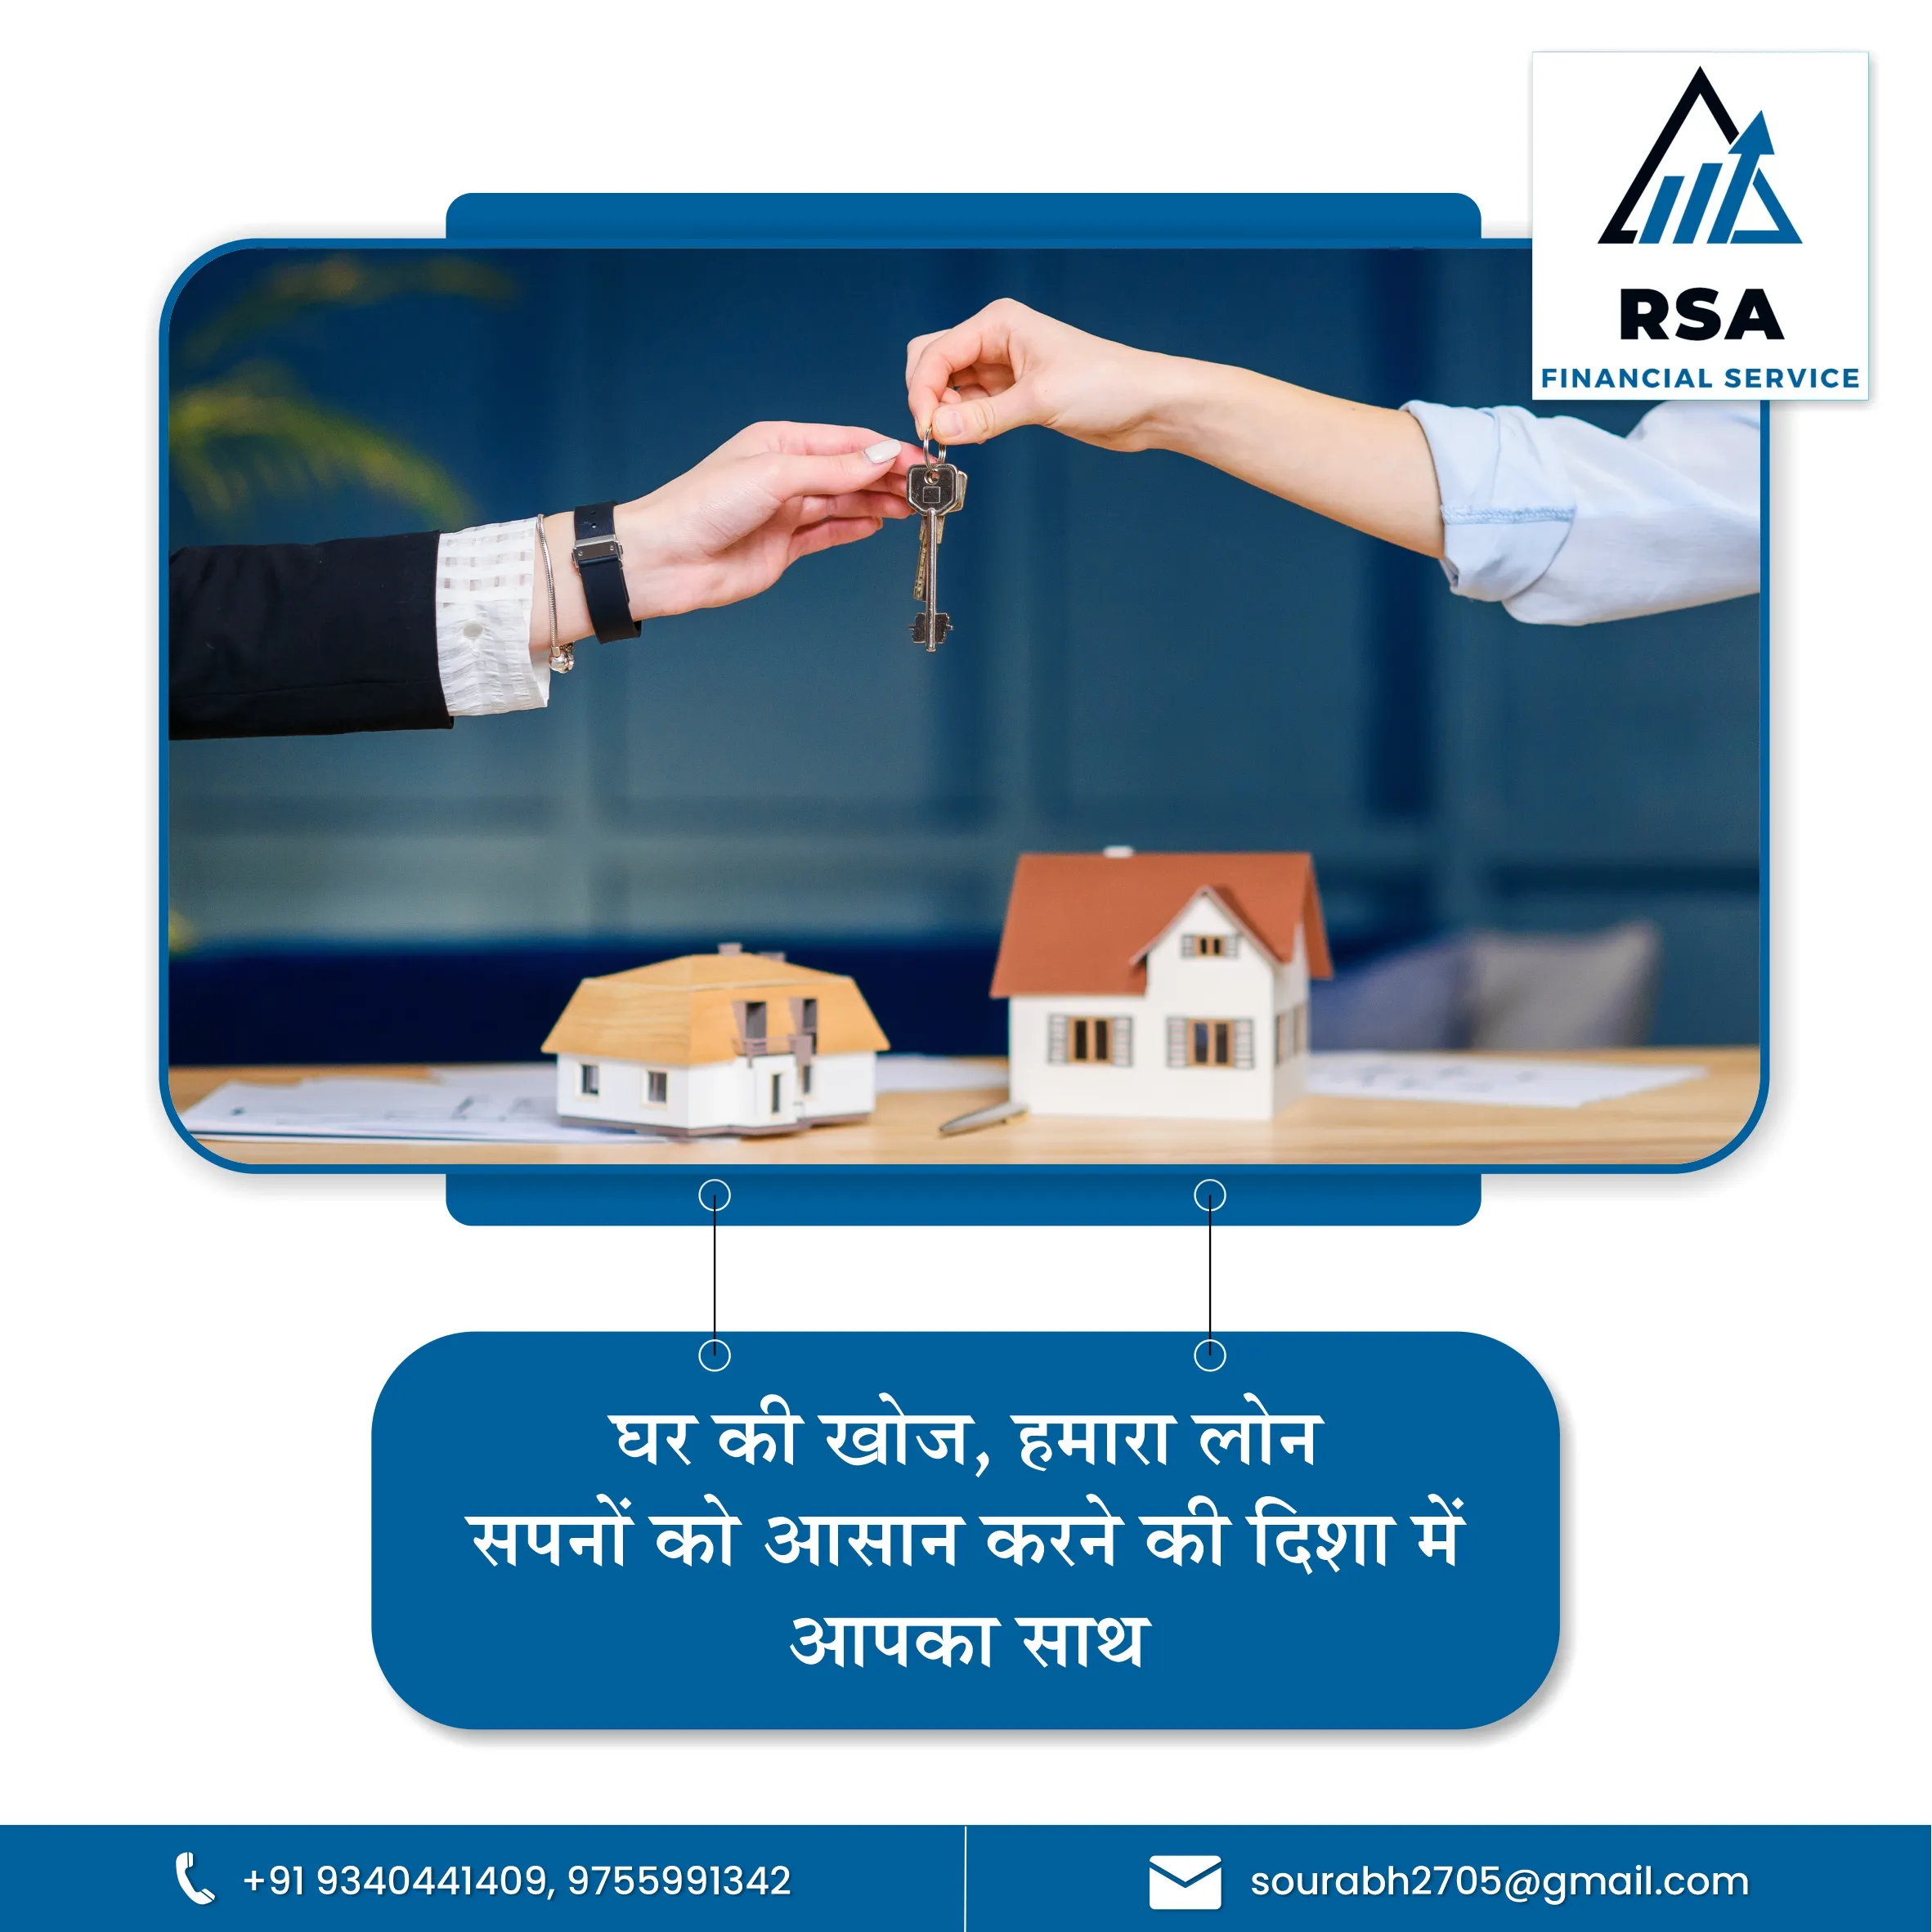 RSA
FINANCIAL SERVICE
घर की खोज, हमारा लोन
सपनों को आसान करने की दिशा में
आपका साथ
+91 9340441409, 9755991342
sourabh2705@gmail.com